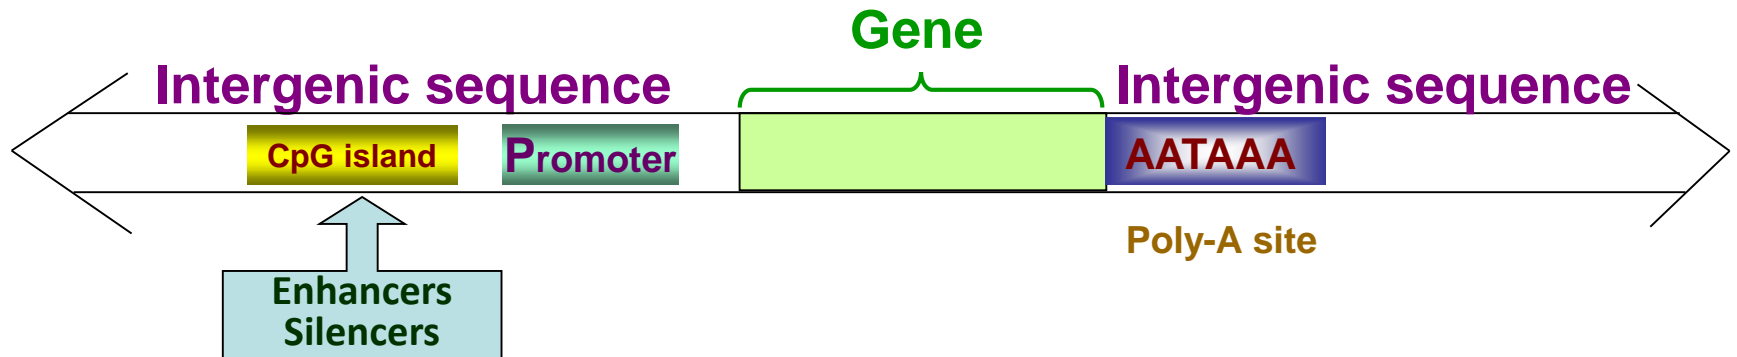 Gene
Intergenic sequence
Intergenic sequence
CpG island
Promoter
AATAAA
Poly-A site
Enhancers
Silencers